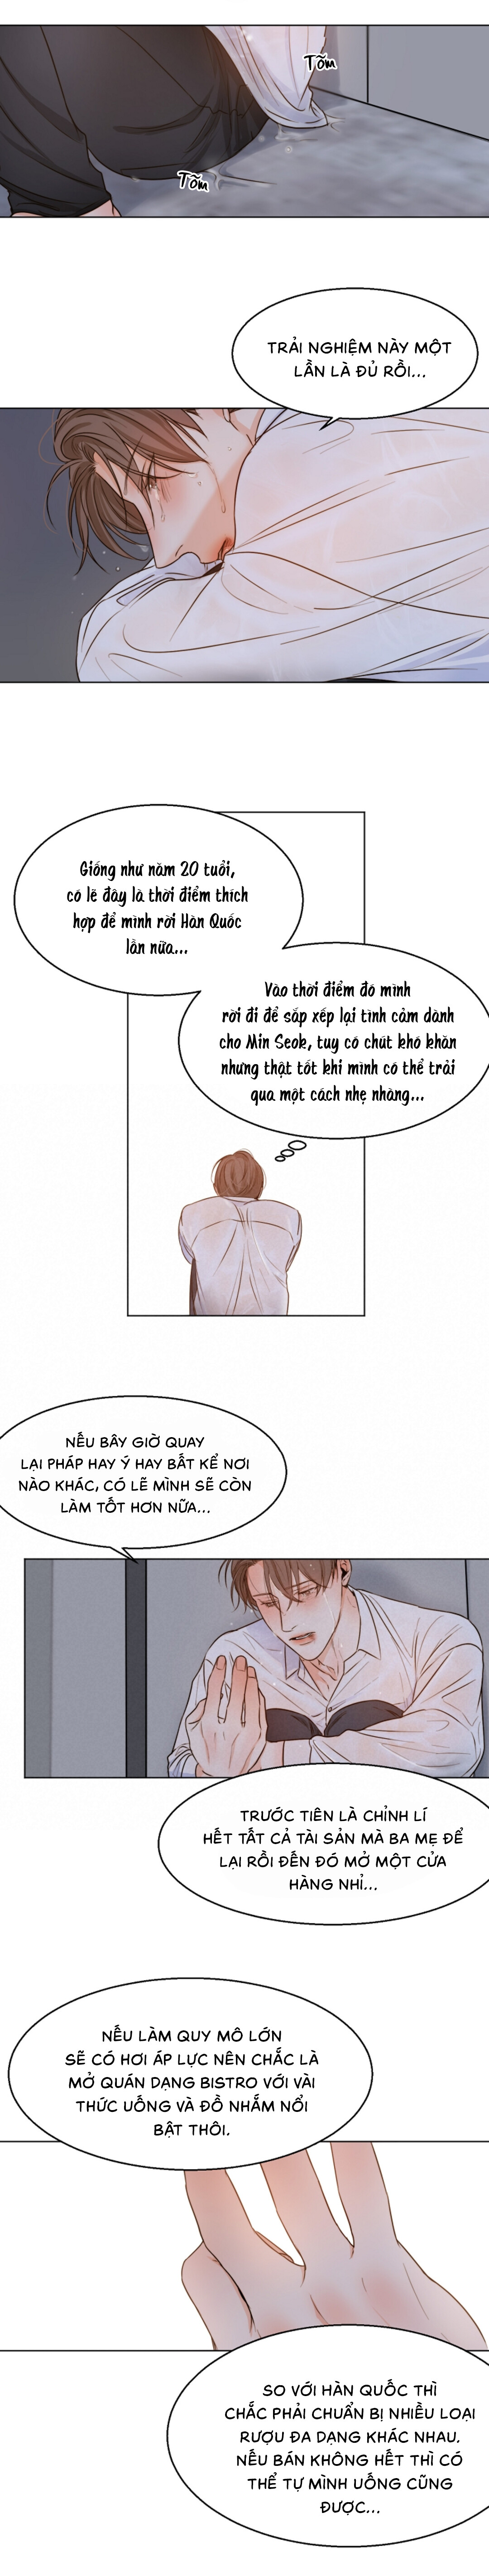 Tõm
Tõm
TRẢI NGHIỆM NÀY MỘT
LẦN LÀ ĐỦ RỒI...
Giống như năm 20 tuổi,
có lẽ đây là thời điểm thích
hợp để mình rời Hàn Quốc
lần nữa...
Vào thời điểm đó mình
rời đi để sắp xếp lại tình cảm dành
cho Min Seok, tuy có chút khó khăn
nhưng thật tốt khi mình có thể trải
qua một cách nhẹ nhàng...
NẾU BÂY GIỜ QUAY
LẠI PHÁP HAY Ý HAY BẤT KỂ NƠI
NÀO KHÁC, CÓ LẼ MÌNH SẼ CÒN
LÀM TỐT HƠN NỮA...
TRƯỚC TIÊN LÀ CHỈNH LÍ
HẾT TẤT CẢ TÀI SẢN MÀ BA MẸ ĐỂ
LẠI RỒI ĐẾN ĐÓ MỞ MỘT CỬA
HÀNG NHỈ...
NẾU LÀM QUY MÔ LỚN
SẼ CÓ HƠI ÁP LỰC NÊN CHẮC LÀ
MỞ QUÁN DẠNG BISTRO VỚI VÀI
THỨC UỐNG VÀ ĐỒ NHẮM NỔI
BẬT THÔI.
SO VỚI HÀN QUỐC THÌ
CHẮC PHẢI CHUẨN BỊ NHIỀU LOẠI
RƯỢU ĐA DẠNG KHÁC NHAU.
NẾU BÁN KHÔNG HẾT THÌ CÓ
THỂ TỰ MÌNH UỐNG CŨNG
ĐƯỢC...